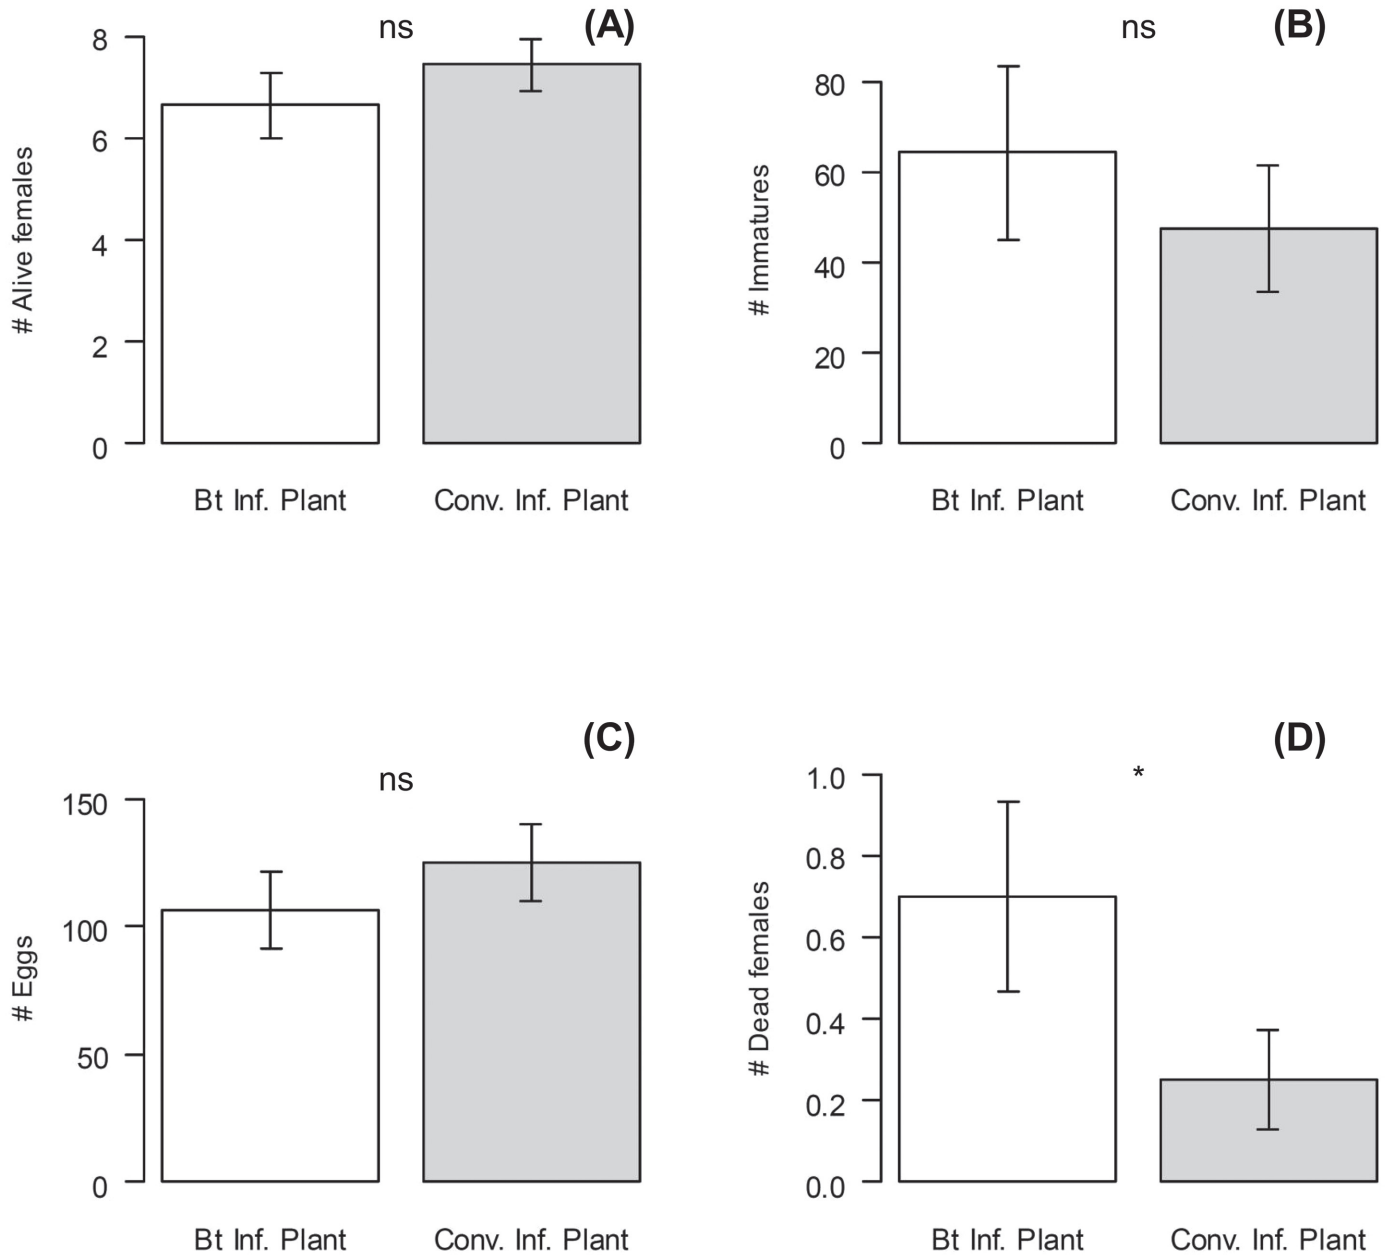 ns
(A)
8
6
4
2
0
# Alive females
Bt Inf. Plant
Conv. Inf. Plant
ns
(B)
80
60
40
20
0
# Immatures
Bt Inf. Plant
Conv. Inf. Plant
(C)
ns
150
100
50
0
# Eggs
Bt Inf. Plant
Conv. Inf. Plant
(D)
*
1.0
0.8
0.6
0.4
0.2
0.0
# Dead females
Bt Inf. Plant
Conv. Inf. Plant